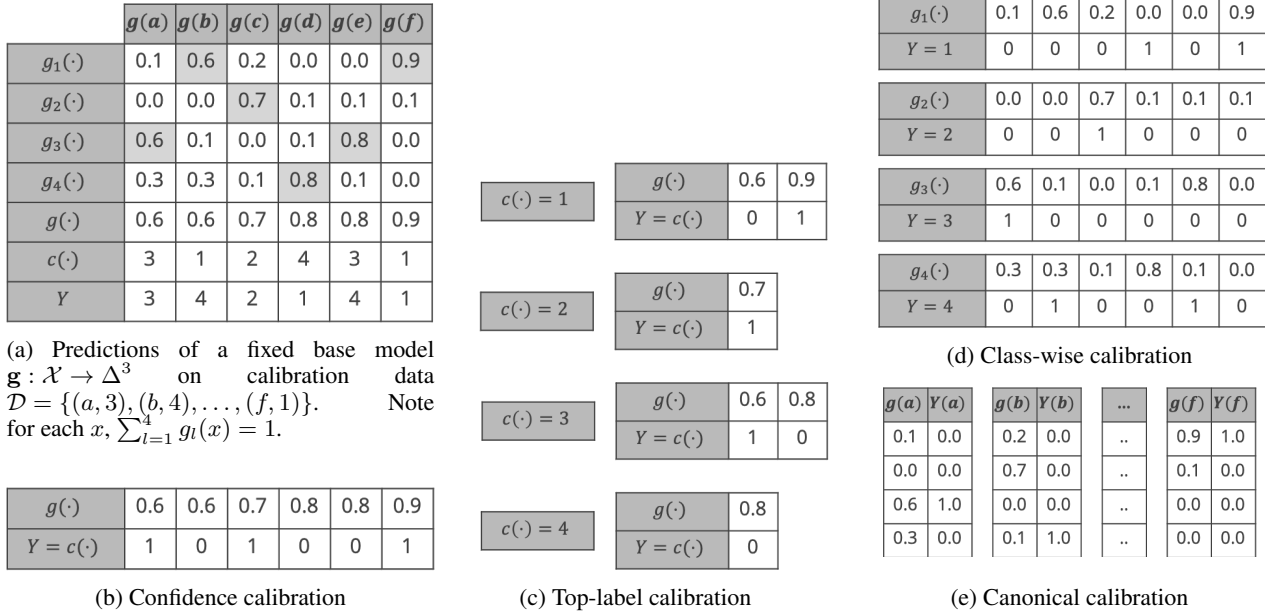 g(a) g(b) g(c) g(d) g(e) g(f)
g₁(·) 0.1 0.6 0.2 0.0 0.0 0.9
g₂(·) 0.0 0.0 0.7 0.1 0.1 0.1
g₃(·) 0.6 0.1 0.0 0.1 0.8 0.0
g₄(·) 0.3 0.3 0.1 0.8 0.1 0.0
g(·) 0.6 0.6 0.7 0.8 0.8 0.9
c(·) 3 1 2 4 3 1
Y 3 4 2 1 4 1
(a) Predictions of a fixed base model
g : 𝒳 → Δ³ on calibration data
𝒟 = {(a, 3), (b, 4), . . . , (f, 1)}. Note
for each x, ∑⁴ₗ₌₁ gₗ(x) = 1.
g(·) 0.6 0.6 0.7 0.8 0.8 0.9
Y = c(·) 1 0 1 0 0 1
(b) Confidence calibration
c(·) = 1
g(·) 0.6 0.9
Y = c(·) 0 1
c(·) = 2
g(·) 0.7
Y = c(·) 1
c(·) = 3
g(·) 0.6 0.8
Y = c(·) 1 0
c(·) = 4
g(·) 0.8
Y = c(·) 0
(c) Top-label calibration
g₁(·) 0.1 0.6 0.2 0.0 0.0 0.9
Y = 1 0 0 0 1 0 1
g₂(·) 0.0 0.0 0.7 0.1 0.1 0.1
Y = 2 0 0 1 0 0 0
g₃(·) 0.6 0.1 0.0 0.1 0.8 0.0
Y = 3 1 0 0 0 0 0
g₄(·) 0.3 0.3 0.1 0.8 0.1 0.0
Y = 4 0 1 0 0 1 0
(d) Class-wise calibration
g(a) Y(a) g(b) Y(b) ... g(f) Y(f)
0.1 0.0 0.2 0.0 .. 0.9 1.0
0.0 0.0 0.7 0.0 .. 0.1 0.0
0.6 1.0 0.0 0.0 .. 0.0 0.0
0.3 0.0 0.1 1.0 .. 0.0 0.0
(e) Canonical calibration